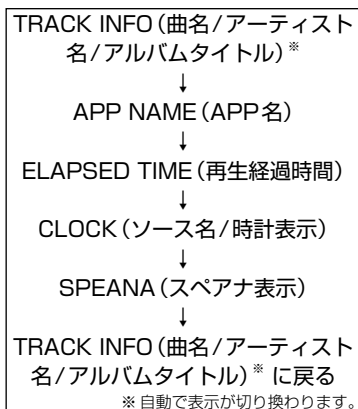 TRACK INFO(曲名/アーティスト
名/アルバムタイトル)※
↓
APP NAME(APP名)
↓
ELAPSED TIME(再生経過時間)
↓
CLOCK(ソース名/時計表示)
↓
SPEANA(スペアナ表示)
↓
TRACK INFO(曲名/アーティスト
名/アルバムタイトル)※ に戻る
※ 自動で表示が切り換わります。